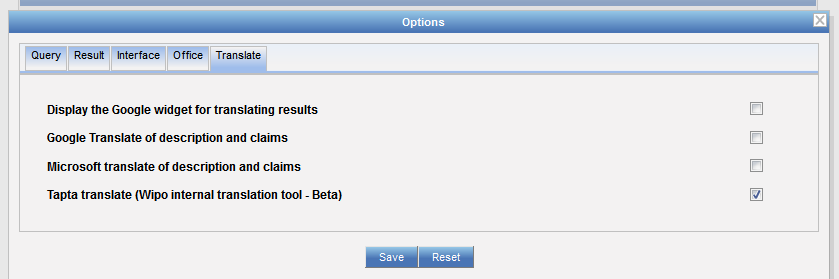 Options
Query Result Interface Office Translate
Display the Google widget for translating results
Google Translate of description and claims
Microsoft translate of description and claims
Tapta translate (Wipo internal translation tool - Beta)
Save Reset